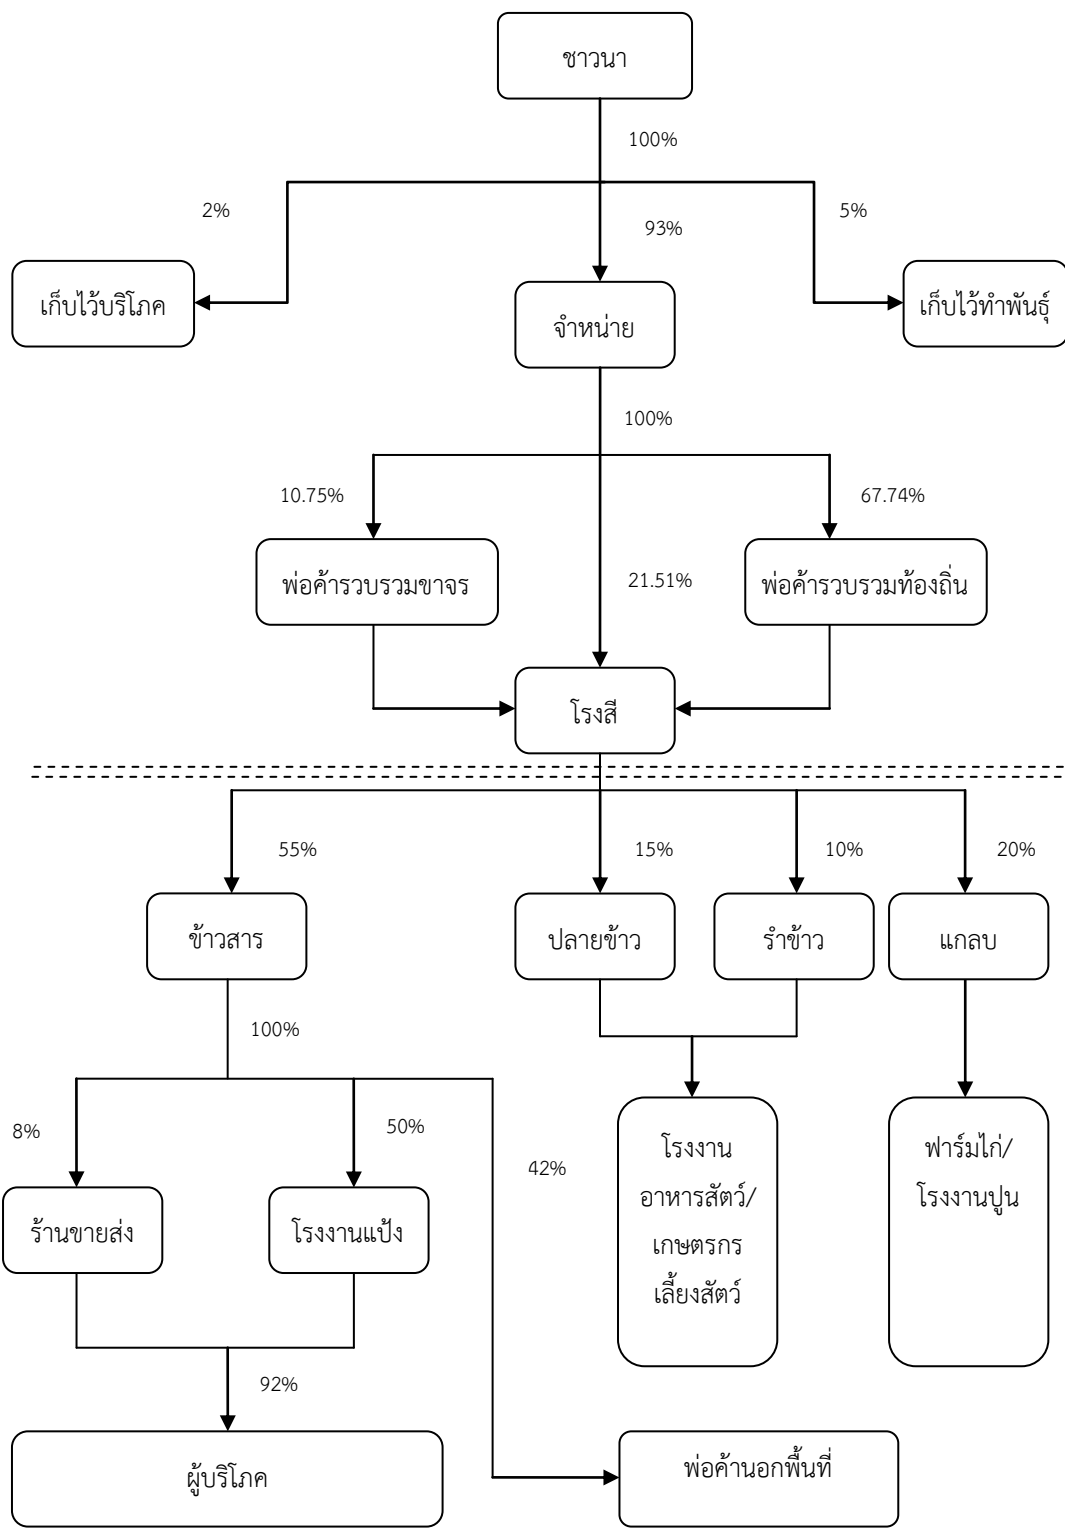 ชาวนา
100%
2%
93%
5%
เก็บไว้บริโภค
จำหน่าย
เก็บไว้ทำพันธุ์
100%
10.75%
67.74%
พ่อค้ารวบรวมขาจร
21.51%
พ่อค้ารวบรวมท้องถิ่น
โรงสี
55%
15%
10%
20%
ข้าวสาร
ปลายข้าว
รำข้าว
แกลบ
100%
8%
50%
42%
ร้านขายส่ง
โรงงานแป้ง
โรงงาน
อาหารสัตว์/
เกษตรกร
เลี้ยงสัตว์
ฟาร์มไก่/
โรงงานปูน
92%
ผู้บริโภค
พ่อค้านอกพื้นที่